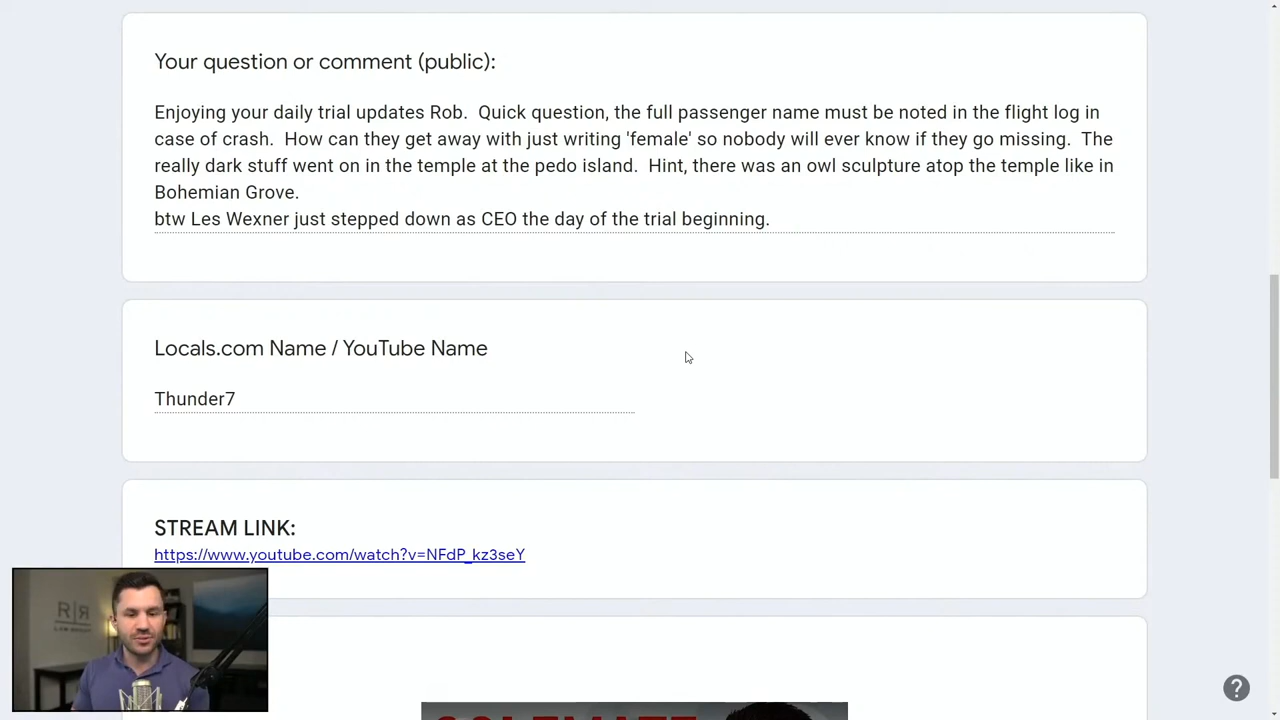 Your question or comment (public):
Enjoying your daily trial updates Rob.  Quick question, the full passenger name must be noted in the flight log in
case of crash.  How can they get away with just writing 'female' so nobody will ever know if they go missing.  The
really dark stuff went on in the temple at the pedo island.  Hint, there was an owl sculpture atop the temple like in
Bohemian Grove.
btw Les Wexner just stepped down as CEO the day of the trial beginning.
Locals.com Name / YouTube Name
Thunder7
STREAM LINK:
https://www.youtube.com/watch?v=NFdP_kz3seY
R|R